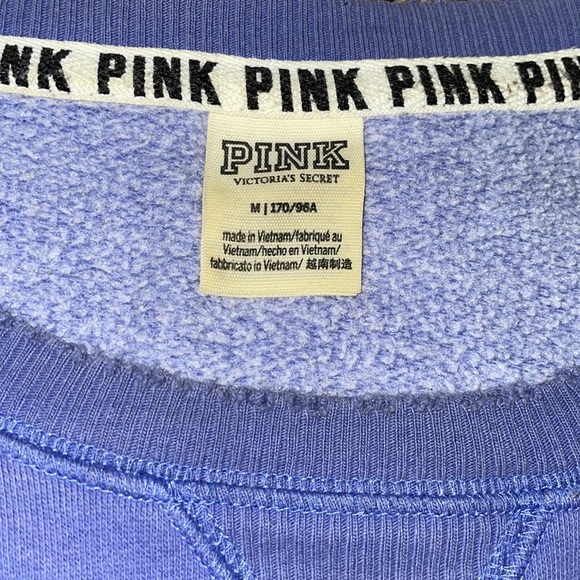 NK PINK PINK PINK PIN
PINK
VICTORIA'S SECRET
M | 170/96A
made in Vietnam/fabriqué au
Vietnam/hecho en Vietnam/
fabbricato in Vietnam/ 越南制造